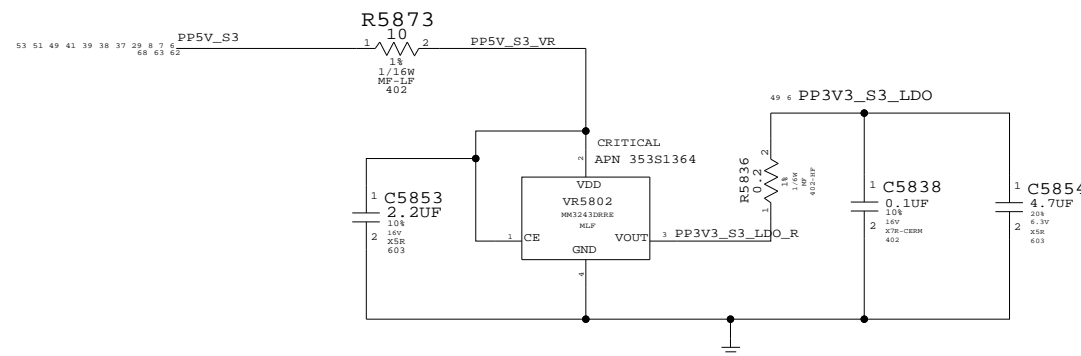 R5873
PP5V_S3
10
PP5V_S3_VR
53 51 49 41 39 38 37 29 8 7 6
68 63 62
1
2
1%
1/16W
MF-LF
402
49 6 PP3V3_S3_LDO
CRITICAL
APN 353S1364
2
VDD
VR5802
MM3243DRRE
MLF
1
CE
VOUT
3
PP3V3_S3_LDO_R
GND
4
1
C5853
2.2UF
10%
16V
X5R
603
2
R5836
0.2
2
1
1%
1/6W
MF
402-HF
1
C5838
0.1UF
10%
16V
X7R-CERM
402
2
1
C5854
4.7UF
20%
6.3V
X5R
603
2